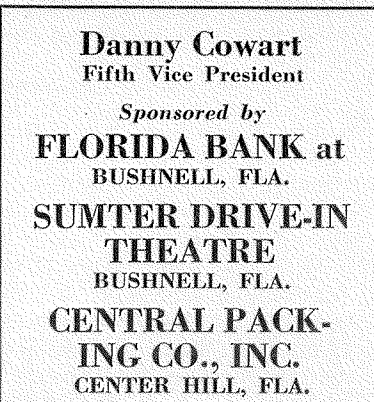 Danny Cowart
Fifth Vice President
Sponsored by
FLORIDA BANK at
BUSHNELL, FLA.
SUMTER DRIVE-IN
THEATRE
BUSHNELL, FLA.
CENTRAL PACK-
ING CO., INC.
CENTER HILL, FLA.